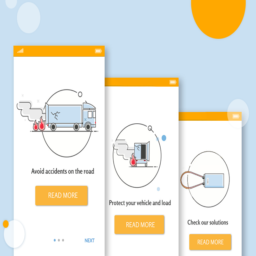 Avoid accidents on the road
READ MORE
NEXT
Protect your vehicle and load
READ MORE
Check our solutions
READ MORE